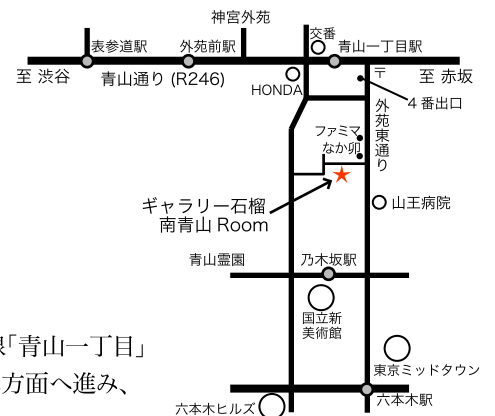 神宮外苑
交番
表参道駅
外苑前駅
青山一丁目駅
至 渋谷
青山通り (R246)
〒
至 赤坂
HONDA
4 番出口
外苑東通り
ファミマ
なか卯
ギャラリー石榴
南青山 Room
山王病院
青山霊園
乃木坂駅
国立新
美術館
線「青山一丁目」
方面へ進み、
東京ミッドタウン
六本木駅
六本木ヒルズ